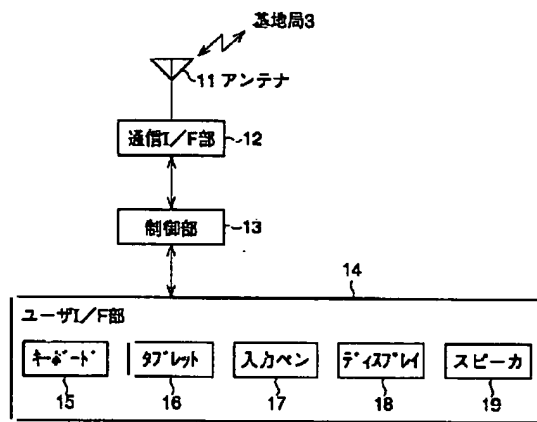 基地局3
11 アンテナ
通信I/F部
12
制御部
13
14
ユーザI/F部
キーボード
タブレット
入力ペン
ディスプレイ
スピーカ
15
16
17
18
19